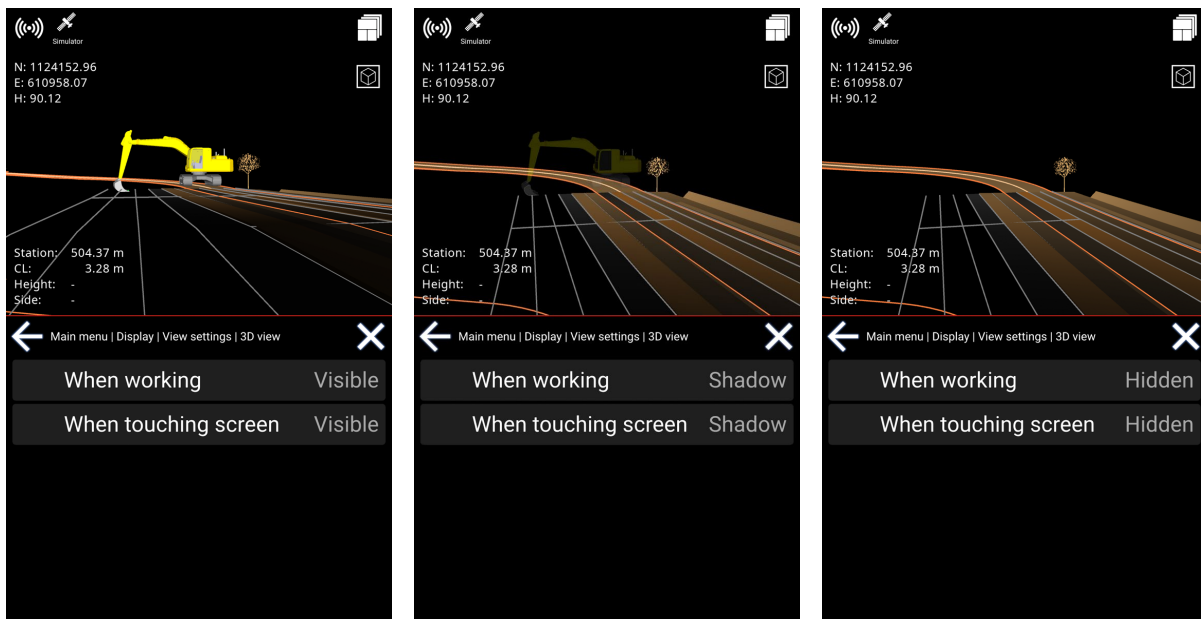 Simulator
N: 1124152.96
E: 610958.07
H: 90.12
Station: 504.37 m
CL: 3.28 m
Height: -
Side: -
Main menu | Display | View settings | 3D view
When working Visible
When touching screen Visible
Simulator
N: 1124152.96
E: 610958.07
H: 90.12
Station: 504.37 m
CL: 3.28 m
Height: -
Side: -
Main menu | Display | View settings | 3D view
When working Shadow
When touching screen Shadow
Simulator
N: 1124152.96
E: 610958.07
H: 90.12
Station: 504.37 m
CL: 3.28 m
Height: -
Side: -
Main menu | Display | View settings | 3D view
When working Hidden
When touching screen Hidden